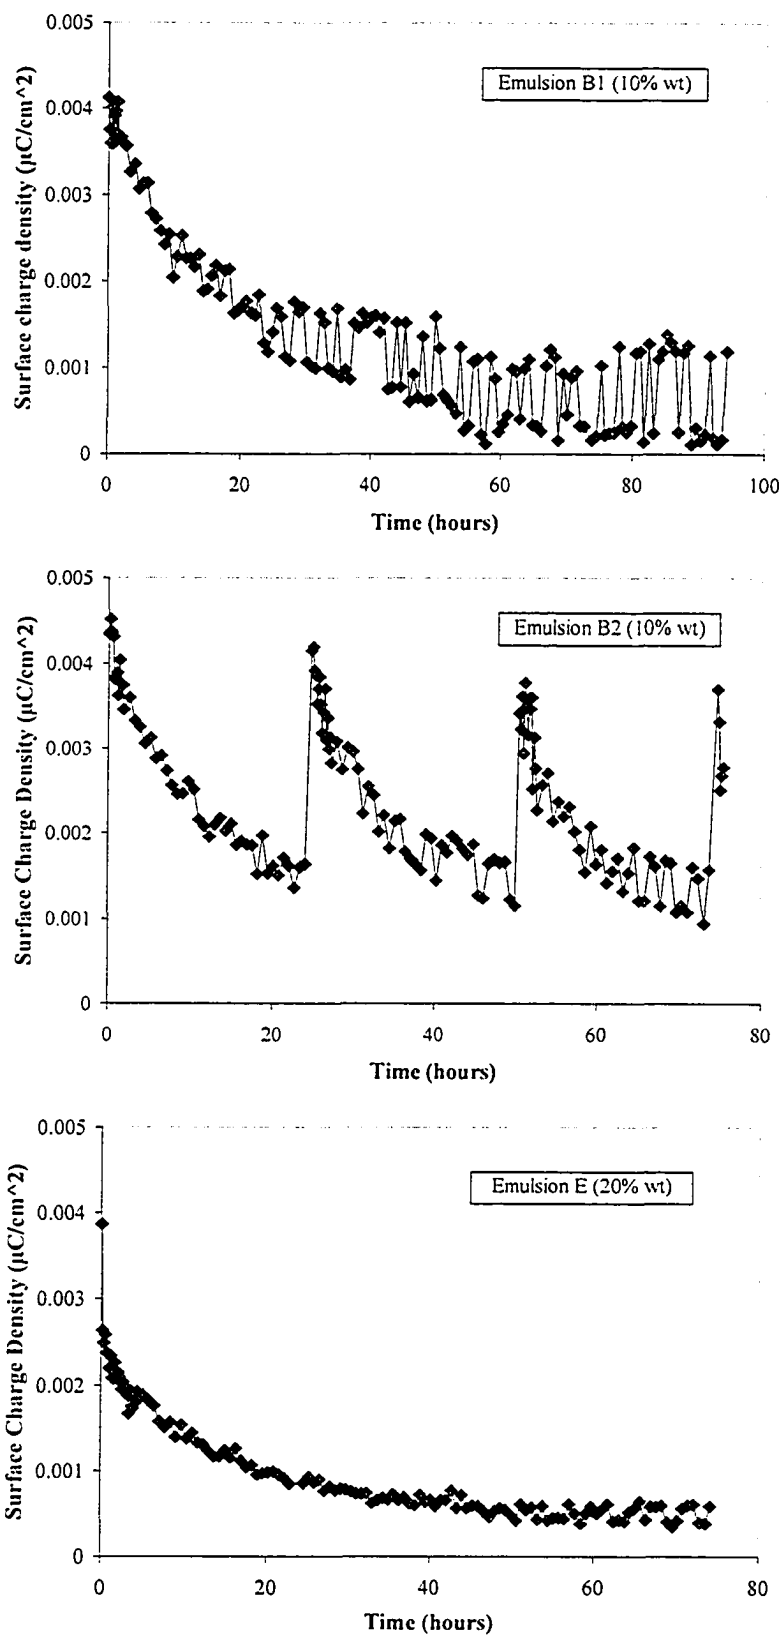 0.005
Emulsion B1 (10% wt)
0.004
0.003
0.002
0.001
0
Surface charge density (μC/cm^2)
0 20 40 60 80 100
Time (hours)
0.005
Emulsion B2 (10% wt)
0.004
0.003
0.002
0.001
0
Surface Charge Density (μC/cm^2)
0 20 40 60 80
Time (hours)
0.005
Emulsion E (20% wt)
0.004
0.003
0.002
0.001
0
Surface Charge Density (μC/cm^2)
0 20 40 60 80
Time (hours)